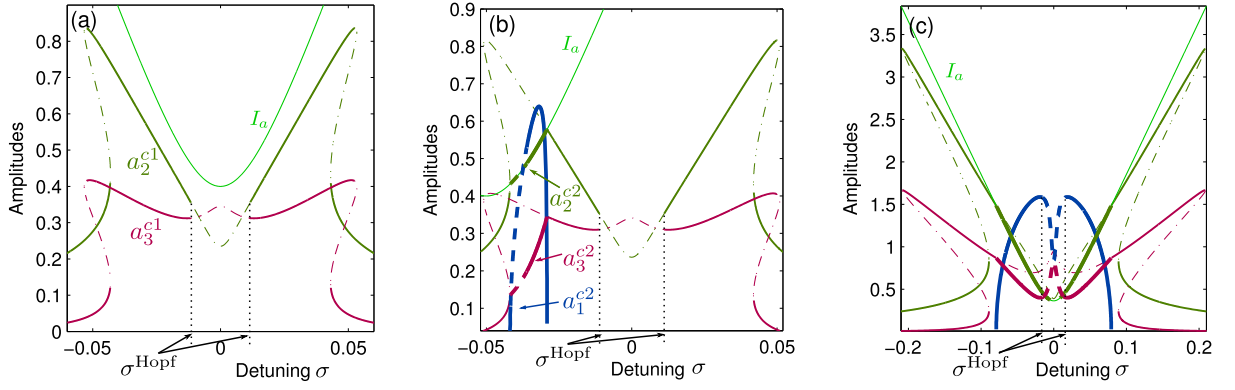 (a)
Amplitudes
0.8
0.7
0.6
0.5
0.4
0.3
0.2
0.1
0
−0.05
0
0.05
I_a
a_2^{c1}
a_3^{c1}
σ^{Hopf}
Detuning σ
(b)
Amplitudes
0.9
0.8
0.7
0.6
0.5
0.4
0.3
0.2
0.1
−0.05
0
0.05
I_a
a_2^{c2}
a_3^{c2}
a_1^{c2}
σ^{Hopf}
Detuning σ
(c)
Amplitudes
3.5
3
2.5
2
1.5
1
0.5
−0.2
−0.1
0
0.1
0.2
I_a
σ^{Hopf}
Detuning σ